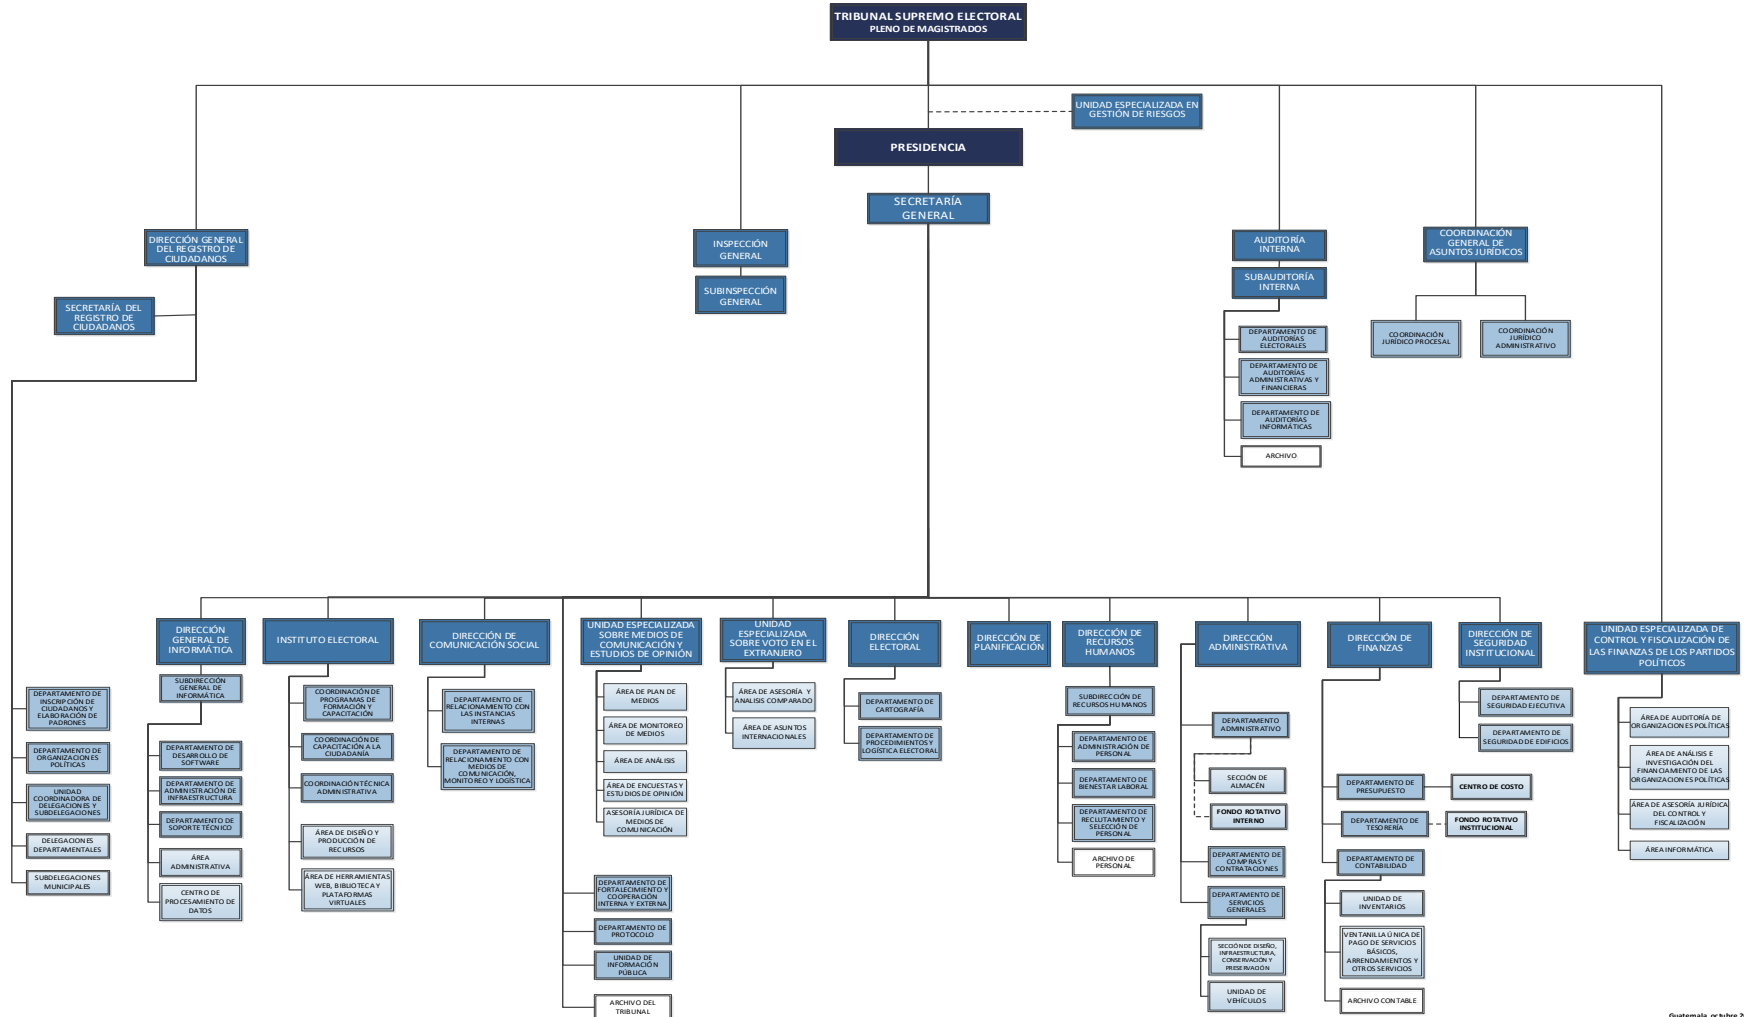 TRIBUNAL SUPREMO ELECTORAL
PLENO DE MAGISTRADOS
UNIDAD ESPECIALIZADA EN
GESTIÓN DE RIESGOS
PRESIDENCIA
SECRETARÍA
GENERAL
DIRECCIÓN GENERAL
DEL REGISTRO DE
CIUDADANOS
SECRETARÍA DEL
REGISTRO DE
CIUDADANOS
INSPECCIÓN
GENERAL
SUBINSPECCIÓN
GENERAL
AUDITORÍA
INTERNA
SUBAUDITORÍA
INTERNA
DEPARTAMENTO DE
AUDITORÍAS
ELECTORALES
DEPARTAMENTO DE
AUDITORÍAS
ADMINISTRATIVAS Y
FINANCIERAS
DEPARTAMENTO DE
AUDITORÍAS
INFORMÁTICAS
ARCHIVO
COORDINACIÓN
GENERAL DE
ASUNTOS JURÍDICOS
COORDINACIÓN
JURÍDICO PROCESAL
COORDINACIÓN
JURÍDICO
ADMINISTRATIVO
DEPARTAMENTO DE
INSCRIPCIÓN DE
CIUDADANOS Y
ELABORACIÓN DE
PADRONES
DEPARTAMENTO DE
ORGANIZACIONES
POLÍTICAS
UNIDAD
COORDINADORA DE
DELEGACIONES Y
SUBDELEGACIONES
DELEGACIONES
DEPARTAMENTALES
SUBDELEGACIONES
MUNICIPALES
DIRECCIÓN
GENERAL DE
INFORMÁTICA
SUBDIRECCIÓN
GENERAL DE
INFORMÁTICA
DEPARTAMENTO DE
DESARROLLO DE
SOFTWARE
DEPARTAMENTO DE
ADMINISTRACIÓN DE
INFRAESTRUCTURA
DEPARTAMENTO DE
SOPORTE TÉCNICO
ÁREA
ADMINISTRATIVA
CENTRO DE
PROCESAMIENTO DE
DATOS
INSTITUTO ELECTORAL
COORDINACIÓN DE
PROGRAMAS DE
FORMACIÓN Y
CAPACITACIÓN
COORDINACIÓN DE
CAPACITACIÓN A LA
CIUDADANÍA
COORDINACIÓN TÉCNICA
ADMINISTRATIVA
ÁREA DE DISEÑO Y
PRODUCCIÓN DE
RECURSOS
ÁREA DE HERRAMIENTAS
WEB, BIBLIOTECA Y
PLATAFORMAS
VIRTUALES
DIRECCIÓN DE
COMUNICACIÓN SOCIAL
DEPARTAMENTO DE
RELACIONAMIENTO CON
LAS INSTANCIAS
INTERNAS
DEPARTAMENTO DE
RELACIONAMIENTO CON
MEDIOS DE
COMUNICACIÓN,
MONITOREO Y LOGÍSTICA
UNIDAD ESPECIALIZADA
SOBRE MEDIOS DE
COMUNICACIÓN Y
ESTUDIOS DE OPINIÓN
ÁREA DE PLAN DE
MEDIOS
ÁREA DE MONITOREO
DE MEDIOS
ÁREA DE ANÁLISIS
ÁREA DE ENCUESTAS Y
ESTUDIOS DE OPINIÓN
ASESORÍA JURÍDICA DE
MEDIOS DE
COMUNICACIÓN
DEPARTAMENTO DE
FORTALECIMIENTO Y
COOPERACIÓN
INTERNA Y EXTERNA
DEPARTAMENTO DE
PROTOCOLO
UNIDAD DE
INFORMACIÓN
PÚBLICA
ARCHIVO DEL
TRIBUNAL
UNIDAD
ESPECIALIZADA
SOBRE VOTO EN EL
EXTRANJERO
ÁREA DE ASESORÍA Y
ANALISIS COMPARADO
ÁREA DE ASUNTOS
INTERNACIONALES
DIRECCIÓN
ELECTORAL
DEPARTAMENTO DE
CARTOGRAFÍA
DEPARTAMENTO DE
PROCEDIMIENTOS Y
LOGÍSTICA ELECTORAL
DIRECCIÓN DE
PLANIFICACIÓN
DIRECCIÓN DE
RECURSOS
HUMANOS
SUBDIRECCIÓN DE
RECURSOS HUMANOS
DEPARTAMENTO DE
ADMINISTRACIÓN DE
PERSONAL
DEPARTAMENTO DE
BIENESTAR LABORAL
DEPARTAMENTO DE
RECLUTAMIENTO Y
SELECCIÓN DE
PERSONAL
ARCHIVO DE
PERSONAL
DIRECCIÓN
ADMINISTRATIVA
DEPARTAMENTO
ADMINISTRATIVO
SECCIÓN DE
ALMACÉN
FONDO ROTATIVO
INTERNO
DEPARTAMENTO DE
COMPRAS Y
CONTRATACIONES
DEPARTAMENTO DE
SERVICIOS
GENERALES
SECCIÓN DE DISEÑO,
INFRAESTRUCTURA,
CONSERVACIÓN Y
PRESERVACIÓN
UNIDAD DE
VEHÍCULOS
DIRECCIÓN DE
FINANZAS
DEPARTAMENTO DE
PRESUPUESTO
CENTRO DE COSTO
DEPARTAMENTO DE
TESORERÍA
FONDO ROTATIVO
INSTITUCIONAL
DEPARTAMENTO DE
CONTABILIDAD
UNIDAD DE
INVENTARIOS
VENTANILLA ÚNICA DE
PAGO DE SERVICIOS
BÁSICOS,
ARRENDAMIENTOS Y
OTROS SERVICIOS
ARCHIVO CONTABLE
DIRECCIÓN DE
SEGURIDAD
INSTITUCIONAL
DEPARTAMENTO DE
SEGURIDAD EJECUTIVA
DEPARTAMENTO DE
SEGURIDAD DE EDIFICIOS
UNIDAD ESPECIALIZADA DE
CONTROL Y FISCALIZACIÓN DE
LAS FINANZAS DE LOS PARTIDOS
POLÍTICOS
ÁREA DE AUDITORÍA DE
ORGANIZACIONES POLÍTICAS
ÁREA DE ANÁLISIS E
INVESTIGACIÓN DEL
FINANCIAMIENTO DE LAS
ORGANIZACIONES POLÍTICAS
ÁREA DE ASESORÍA JURÍDICA
DEL CONTROL Y
FISCALIZACIÓN
ÁREA INFORMÁTICA
Guatemala, octubre